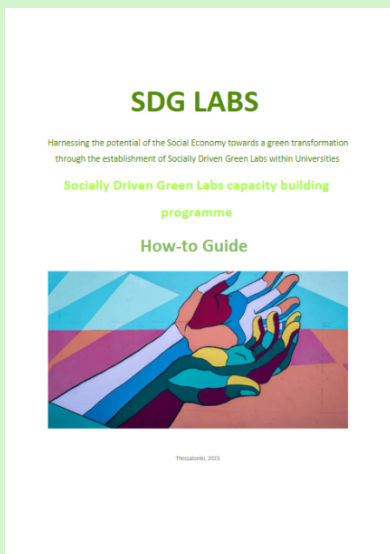 SDG LABS
Harnessing the potential of the Social Economy towards a green transformation
through the establishment of Socially Driven Green Labs within Universities
Socially Driven Green Labs capacity building
programme
How-to Guide
Thessaloniki, 2023